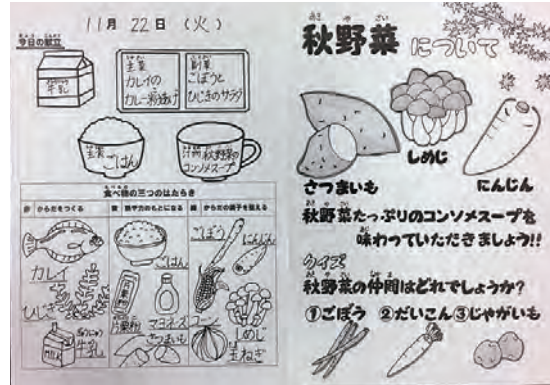 11月 22日 (火)
今日の献立
牛乳
主菜
カレイの
カレー粉揚げ
副菜
ごぼうと
ひじきのサラダ
主食 ごはん
汁物 秋野菜の
コンソメスープ
食べ物の三つのはたらき
赤 からだをつくる
黄 熱や力のもとになる
緑 からだの調子を整える
カレイ
ひじき
牛乳
MILK
ごはん
片栗粉
片栗粉
マヨネーズ
さつまいも
ごぼう
にんじん
コーン
しめじ
玉ねぎ
秋野菜について
さつまいも
しめじ
にんじん
秋野菜たっぷりのコンソメスープを
味わっていただきましょう!!
クイズ
秋野菜の仲間はどれでしょうか?
①ごぼう ②だいこん ③じゃがいも